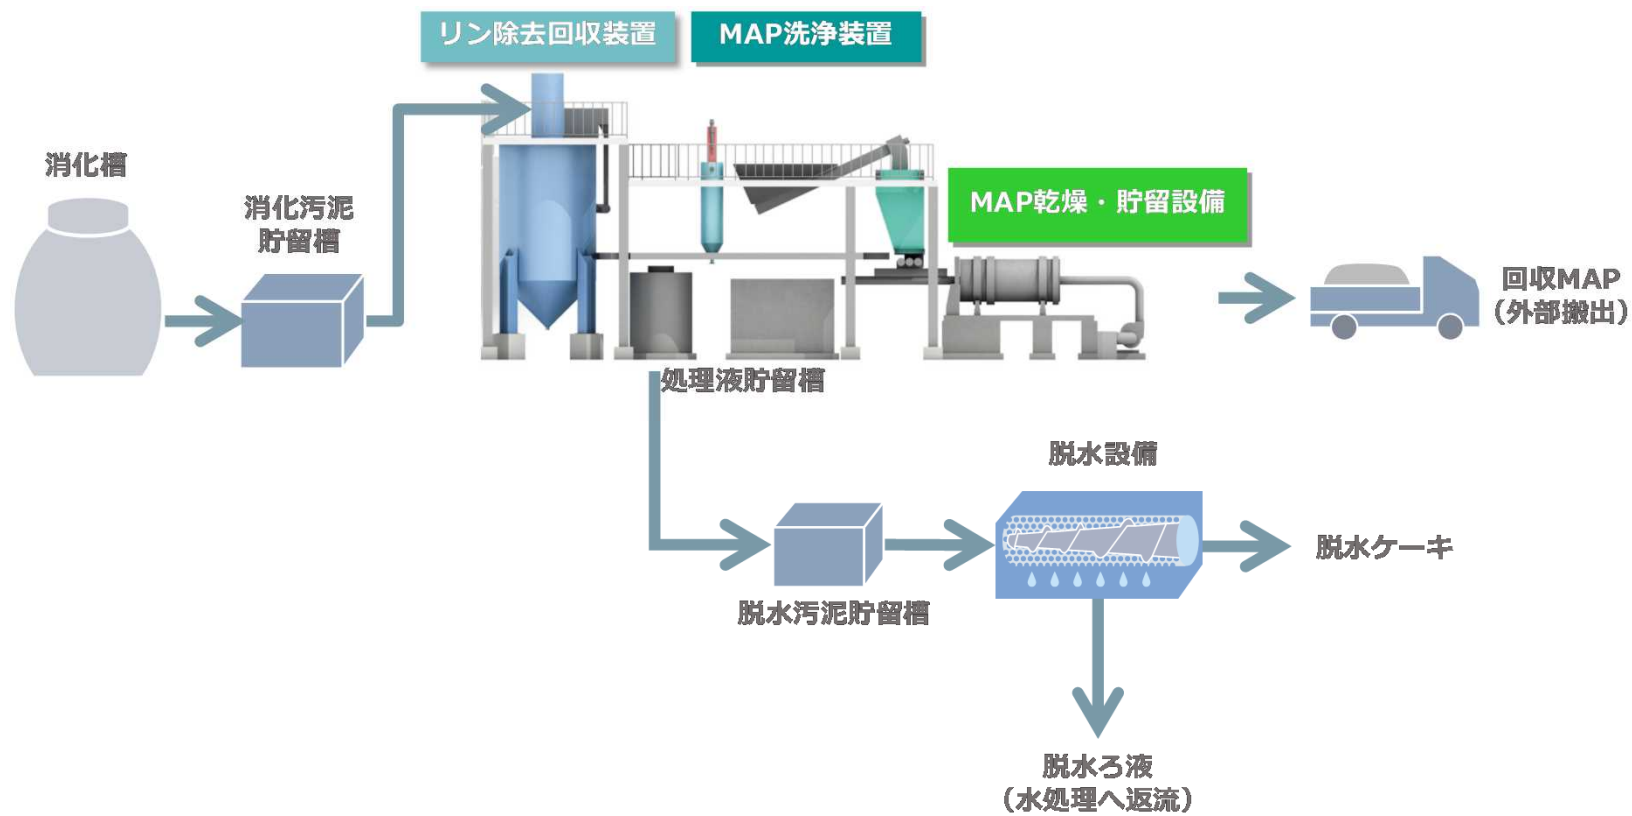 リン除去回収装置
MAP洗浄装置
消化槽
消化汚泥
貯留槽
MAP乾燥・貯留設備
回収MAP
（外部搬出）
処理液貯留槽
脱水設備
脱水ケーキ
脱水汚泥貯留槽
脱水ろ液
（水処理へ返流）